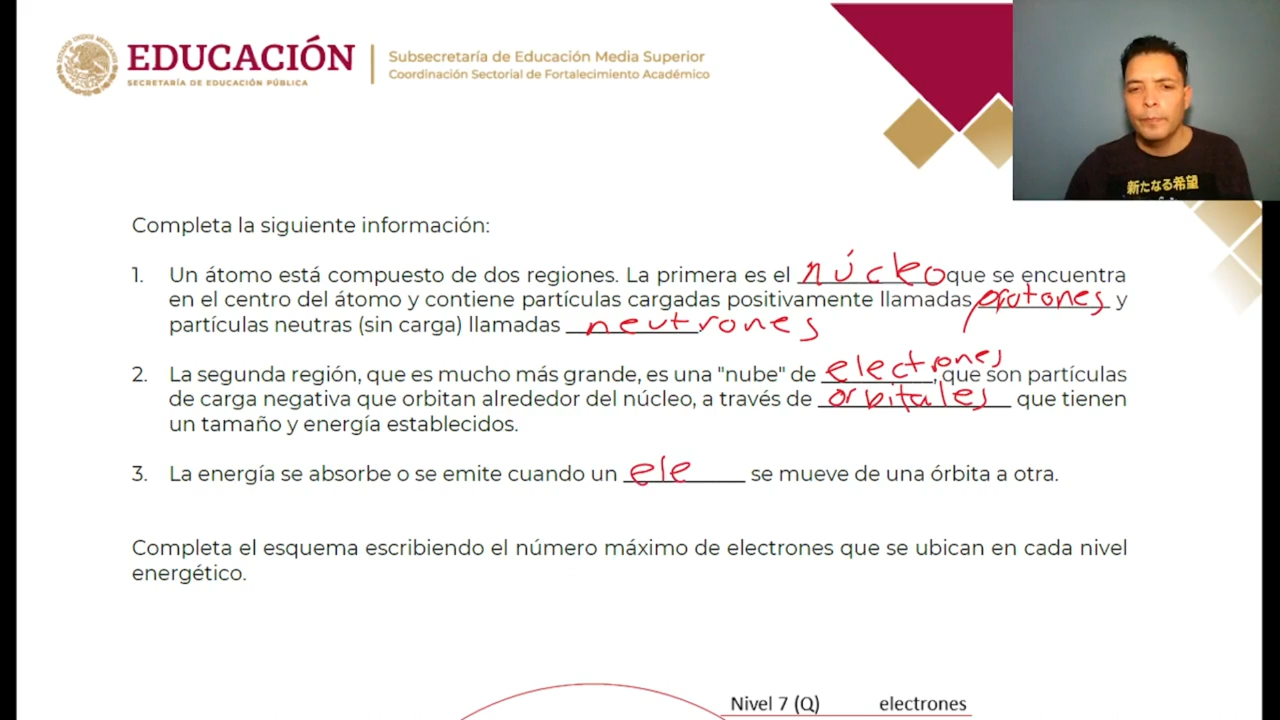 EDUCACIÓN
SECRETARÍA DE EDUCACIÓN PÚBLICA
Subsecretaría de Educación Media Superior
Coordinación Sectorial de Fortalecimiento Académico
新たなる希望
Completa la siguiente información:
1. Un átomo está compuesto de dos regiones. La primera es el núcleo que se encuentra
en el centro del átomo y contiene partículas cargadas positivamente llamadas protones y
partículas neutras (sin carga) llamadas neutrones
2. La segunda región, que es mucho más grande, es una "nube" de electrones, que son partículas
de carga negativa que orbitan alrededor del núcleo, a través de orbitales que tienen
un tamaño y energía establecidos.
3. La energía se absorbe o se emite cuando un ele se mueve de una órbita a otra.
Completa el esquema escribiendo el número máximo de electrones que se ubican en cada nivel
energético.
Nivel 7 (Q) electrones